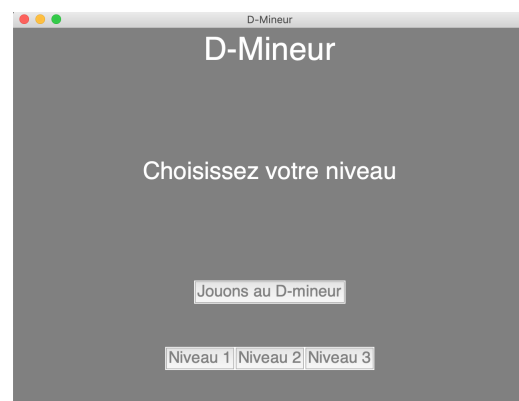 D-Mineur
D-Mineur
Choisissez votre niveau
Jouons au D-mineur
Niveau 1 Niveau 2 Niveau 3